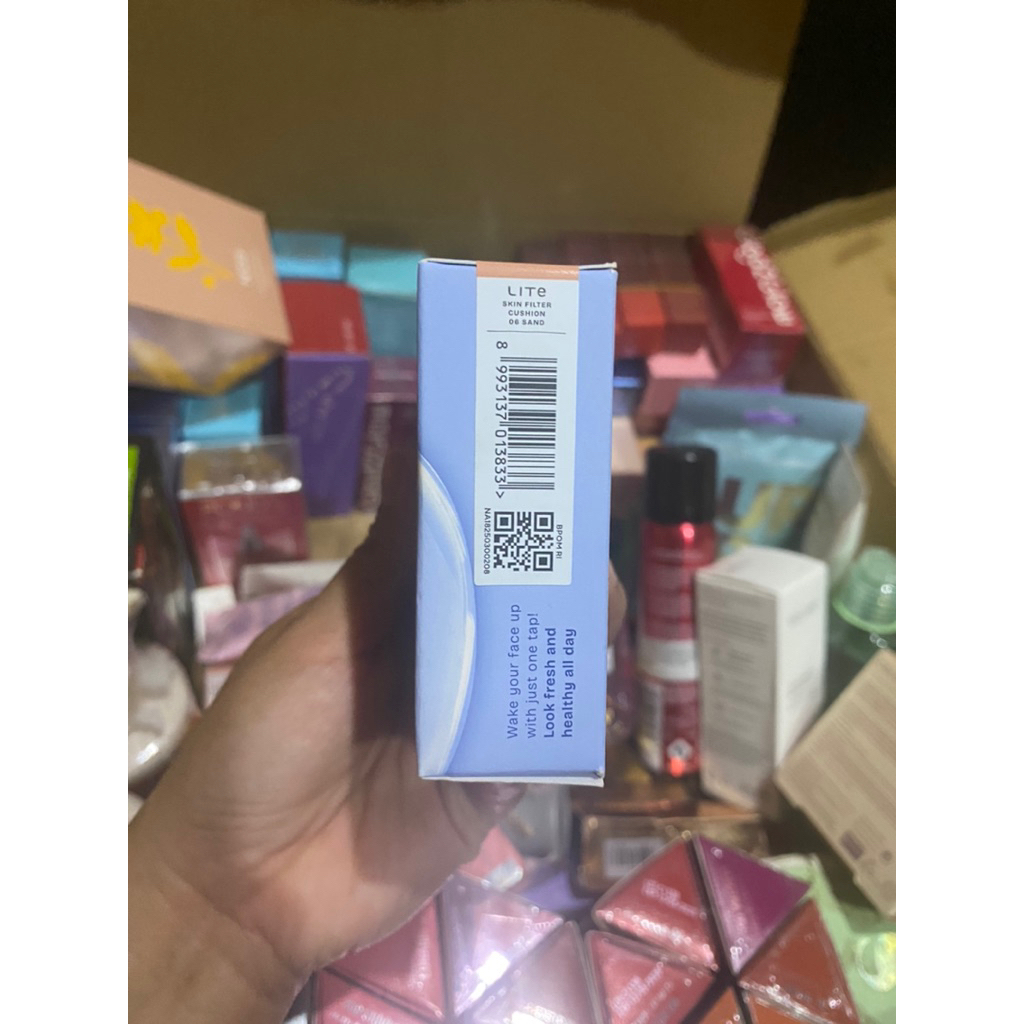 LITe
SKIN FILTER
CUSHION
06 SAND
8 993137 013833 >
BPOM RI
NA18250300208
Wake your face up
with just one tap!
Look fresh and
healthy all day